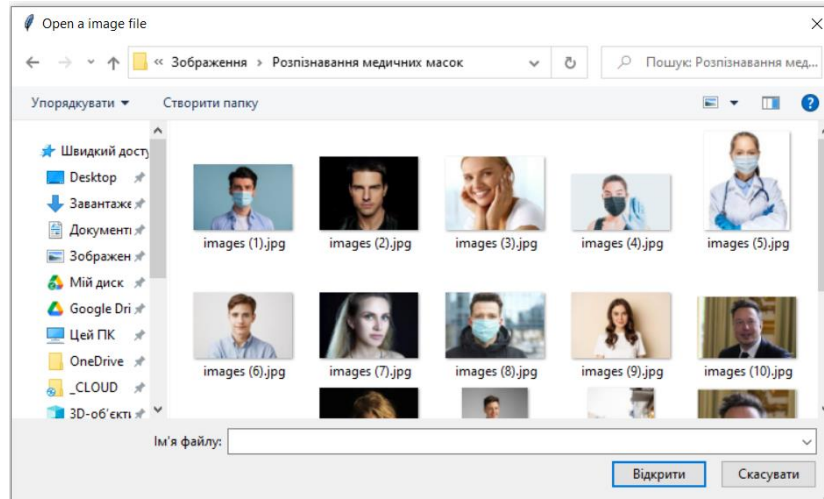 Open a image file
« Зображення › Розпізнавання медичних масок
Пошук: Розпізнавання мед...
Упорядкувати
Створити папку
Швидкий досту
Desktop
Завантаже
Документи
Зображен
Мій диск
Google Dri
Цей ПК
OneDrive
_CLOUD
3D-об'єкти
images (1).jpg
images (2).jpg
images (3).jpg
images (4).jpg
images (5).jpg
images (6).jpg
images (7).jpg
images (8).jpg
images (9).jpg
images (10).jpg
Ім'я файлу:
Відкрити
Скасувати